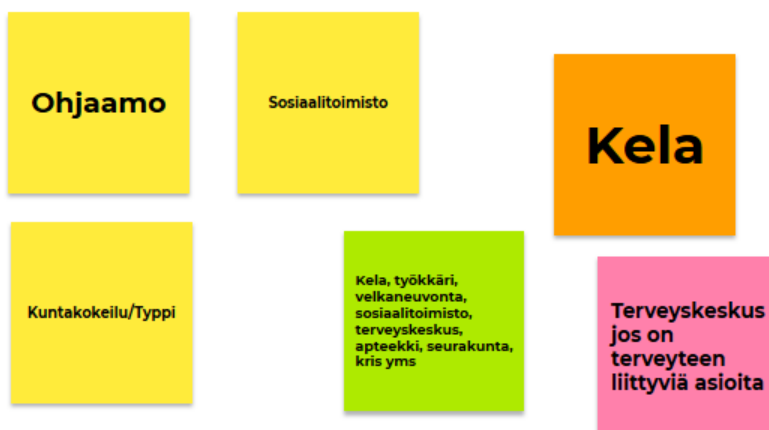 Ohjaamo
Sosiaalitoimisto
Kela
Kuntakokeilu/Typpi
Kela, työkkäri,
velkaneuvonta,
sosiaalitoimisto,
terveyskeskus,
apteekki, seurakunta,
kris yms
Terveyskeskus
jos on
terveyteen
liittyviä asioita